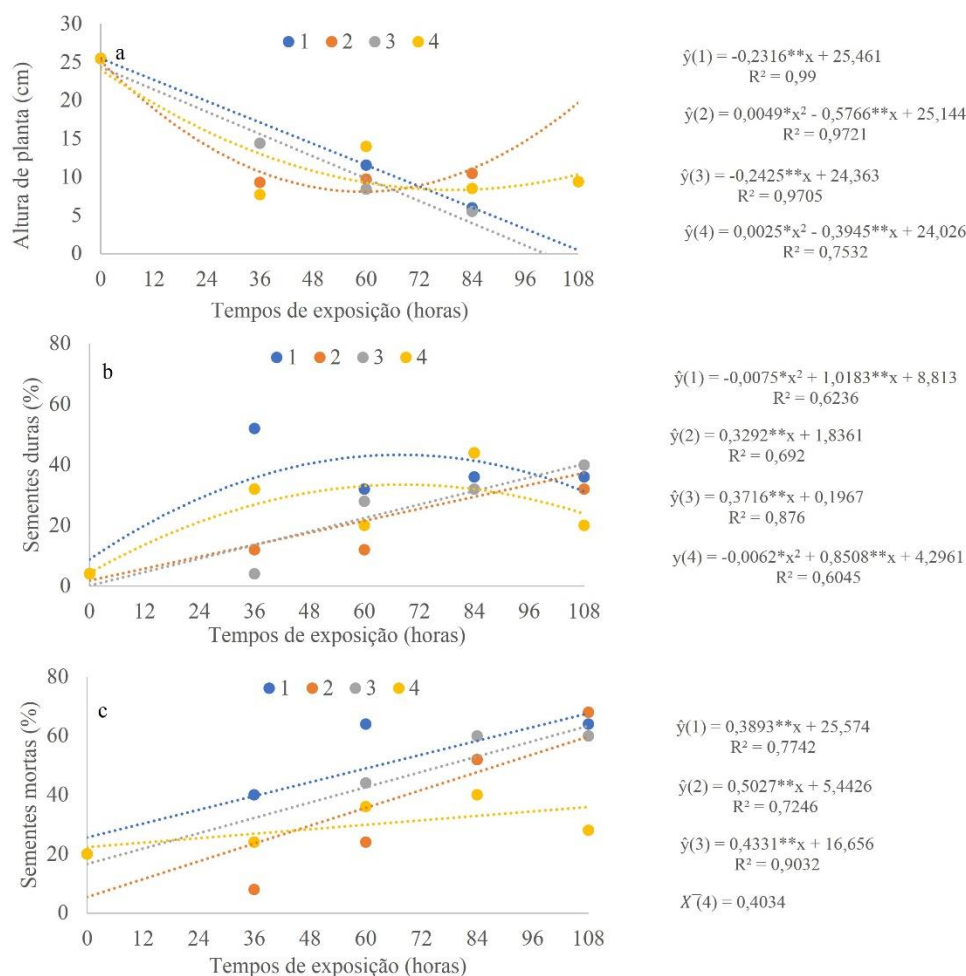 a
1 2 3 4
Altura de planta (cm)
30
25
20
15
10
5
0
0 12 24 36 48 60 72 84 96 108
Tempos de exposição (horas)
ŷ(1) = -0,2316**x + 25,461
R² = 0,99
ŷ(2) = 0,0049*x² - 0,5766**x + 25,144
R² = 0,9721
ŷ(3) = -0,2425**x + 24,363
R² = 0,9705
ŷ(4) = 0,0025*x² - 0,3945**x + 24,026
R² = 0,7532
b
1 2 3 4
Sementes duras (%)
80
60
40
20
0
0 12 24 36 48 60 72 84 96 108
Tempos de exposição (horas)
ŷ(1) = -0,0075*x² + 1,0183**x + 8,813
R² = 0,6236
ŷ(2) = 0,3292**x + 1,8361
R² = 0,692
ŷ(3) = 0,3716**x + 0,1967
R² = 0,876
y(4) = -0,0062*x² + 0,8508**x + 4,2961
R² = 0,6045
c
1 2 3 4
Sementes mortas (%)
80
60
40
20
0
0 12 24 36 48 60 72 84 96 108
Tempos de exposição (horas)
ŷ(1) = 0,3893**x + 25,574
R² = 0,7742
ŷ(2) = 0,5027**x + 5,4426
R² = 0,7246
ŷ(3) = 0,4331**x + 16,656
R² = 0,9032
X̅(4) = 0,4034